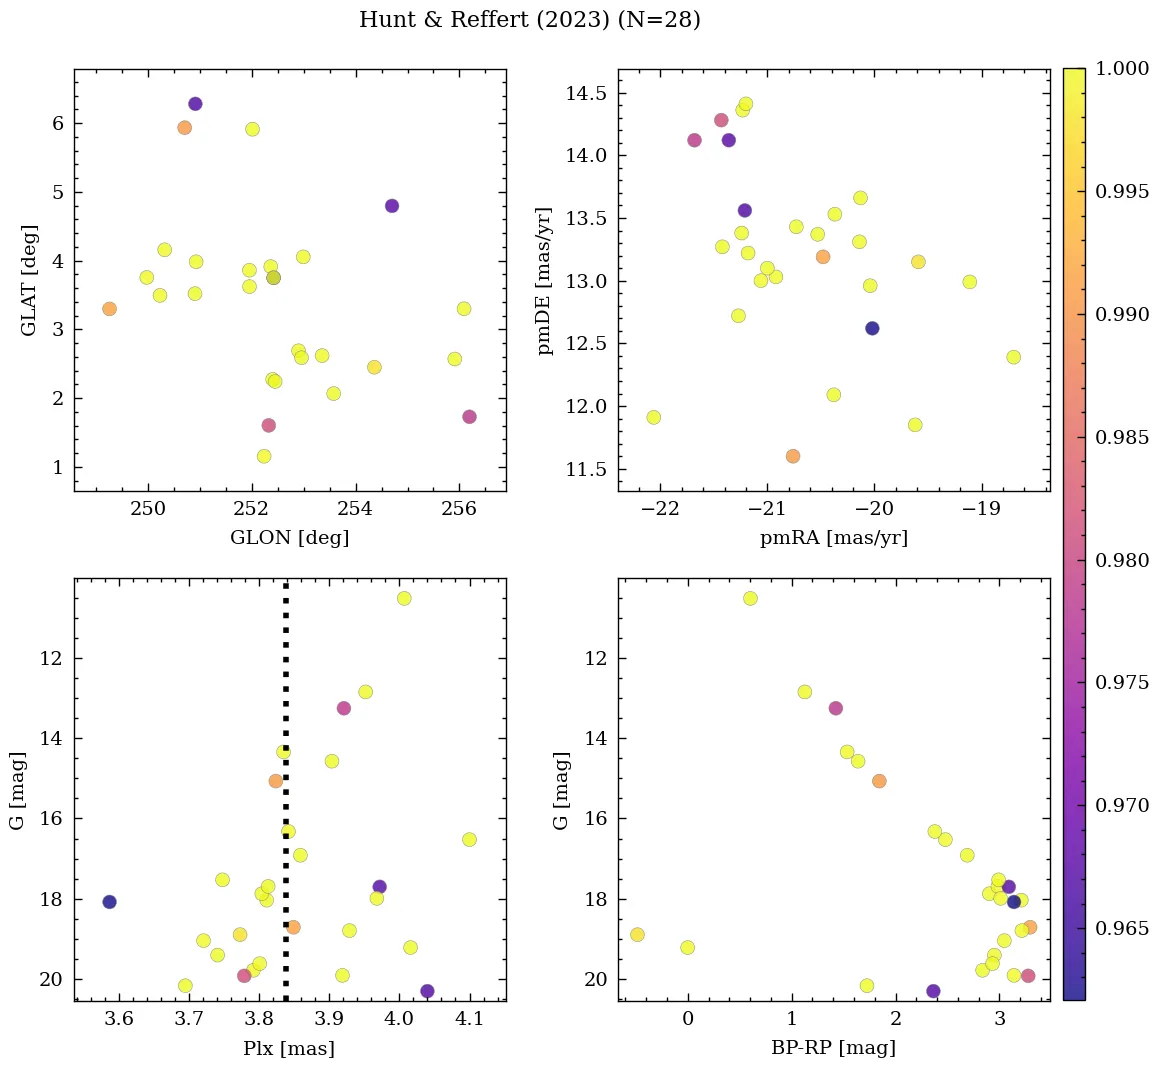 Hunt & Reffert (2023) (N=28)
6
5
4
3
2
1
GLAT [deg]
250 252 254 256
GLON [deg]
14.5
14.0
13.5
13.0
12.5
12.0
11.5
pmDE [mas/yr]
−22 −21 −20 −19
pmRA [mas/yr]
12
14
16
18
20
G [mag]
3.6 3.7 3.8 3.9 4.0 4.1
Plx [mas]
12
14
16
18
20
G [mag]
0 1 2 3
BP-RP [mag]
1.000
0.995
0.990
0.985
0.980
0.975
0.970
0.965